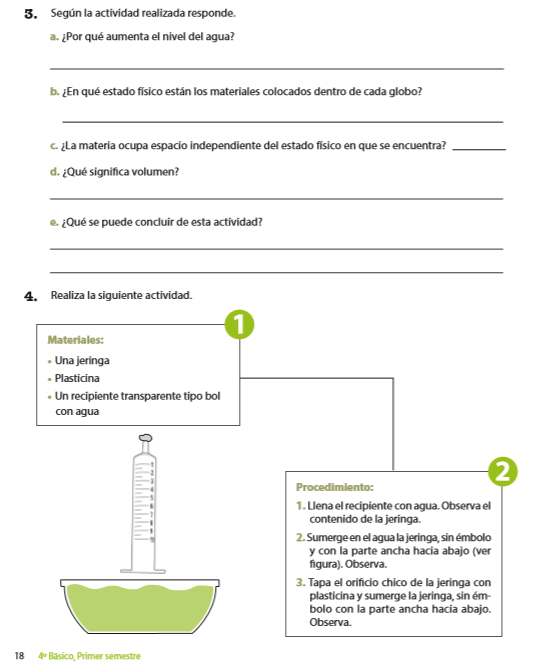 3. Según la actividad realizada responde.
a. ¿Por qué aumenta el nivel del agua?
b. ¿En qué estado físico están los materiales colocados dentro de cada globo?
c. ¿La materia ocupa espacio independiente del estado físico en que se encuentra?
d. ¿Qué significa volumen?
e. ¿Qué se puede concluir de esta actividad?
4. Realiza la siguiente actividad.
1
Materiales:
• Una jeringa
• Plasticina
• Un recipiente transparente tipo bol
con agua
2
Procedimiento:
1. Llena el recipiente con agua. Observa el
contenido de la jeringa.
2. Sumerge en el agua la jeringa, sin émbolo
y con la parte ancha hacia abajo (ver
figura). Observa.
3. Tapa el orificio chico de la jeringa con
plasticina y sumerge la jeringa, sin ém-
bolo con la parte ancha hacia abajo.
Observa.
18 4º Básico, Primer semestre